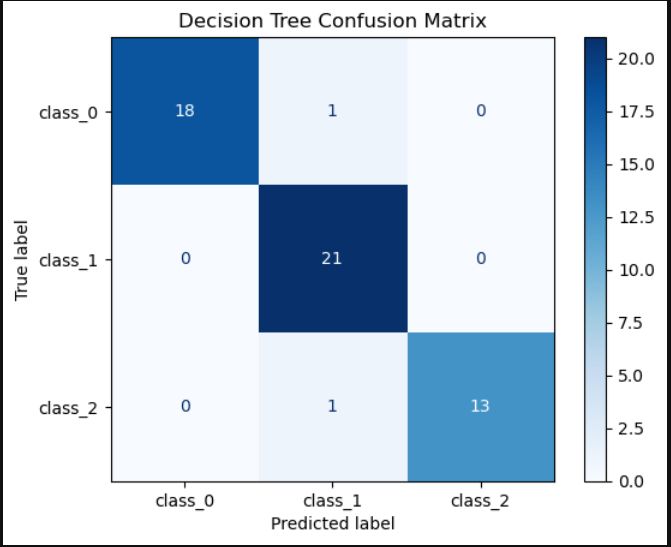 Decision Tree Confusion Matrix
True label
class_0
18 1 0
class_1
0 21 0
class_2
0 1 13
class_0 class_1 class_2
Predicted label
20.0
17.5
15.0
12.5
10.0
7.5
5.0
2.5
0.0